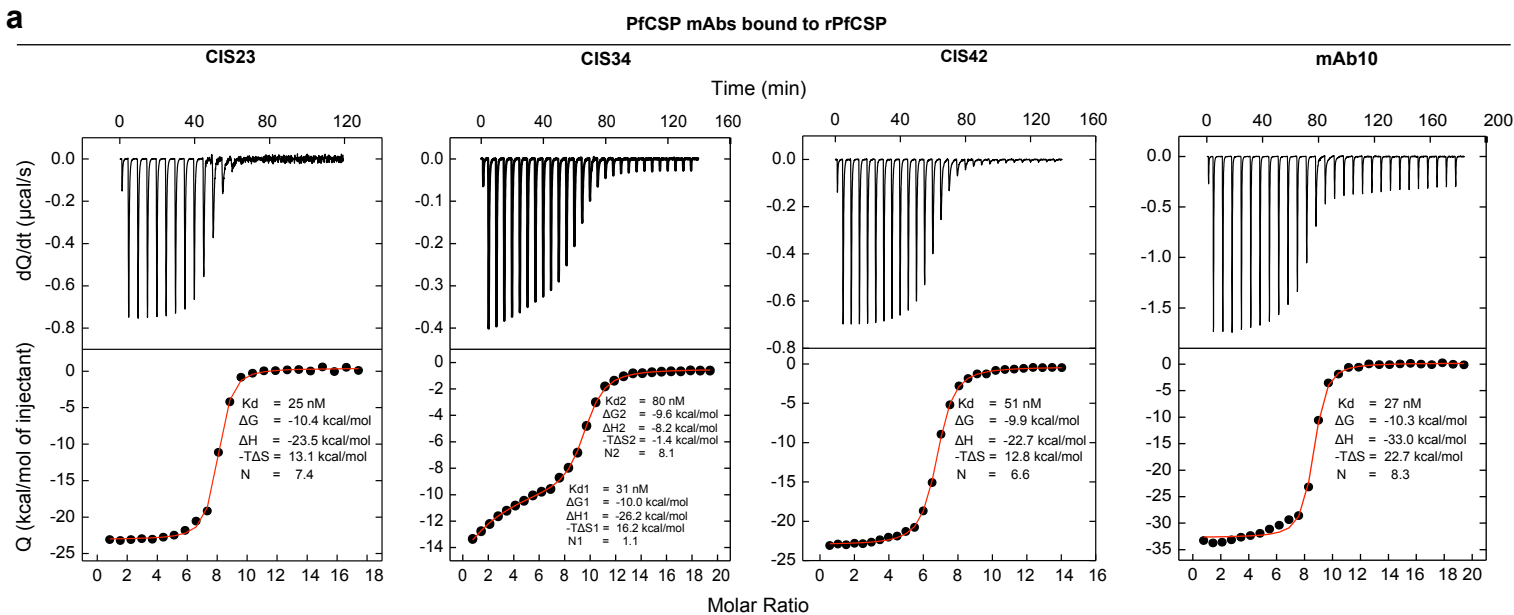 a
PfCSP mAbs bound to rPfCSP
CIS23 CIS34 CIS42 mAb10
Time (min)
0 40 80 120
0 40 80 120 160
0 40 80 120 160
0 40 80 120 160 200
dQ/dt (µcal/s)
0.0
-0.2
-0.4
-0.6
-0.8
0.0
-0.1
-0.2
-0.3
-0.4
0.0
-0.2
-0.4
-0.6
-0.8
0.0
-0.5
-1.0
-1.5
Q (kcal/mol of injectant)
0
-5
-10
-15
-20
-25
Kd = 25 nM
ΔG = -10.4 kcal/mol
ΔH = -23.5 kcal/mol
-TΔS = 13.1 kcal/mol
N = 7.4
0 2 4 6 8 10 12 14 16 18
0
-2
-4
-6
-8
-10
-12
-14
Kd2 = 80 nM
ΔG2 = -9.6 kcal/mol
ΔH2 = -8.2 kcal/mol
-TΔS2 = -1.4 kcal/mol
N2 = 8.1
Kd1 = 31 nM
ΔG1 = -10.0 kcal/mol
ΔH1 = -26.2 kcal/mol
-TΔS1 = 16.2 kcal/mol
N1 = 1.1
0 2 4 6 8 10 12 14 16 18 20
0
-5
-10
-15
-20
-25
Kd = 51 nM
ΔG = -9.9 kcal/mol
ΔH = -22.7 kcal/mol
-TΔS = 12.8 kcal/mol
N = 6.6
0 2 4 6 8 10 12 14 16
0
-5
-10
-15
-20
-25
-30
-35
Kd = 27 nM
ΔG = -10.3 kcal/mol
ΔH = -33.0 kcal/mol
-TΔS = 22.7 kcal/mol
N = 8.3
0 2 4 6 8 10 12 14 16 18 20
Molar Ratio